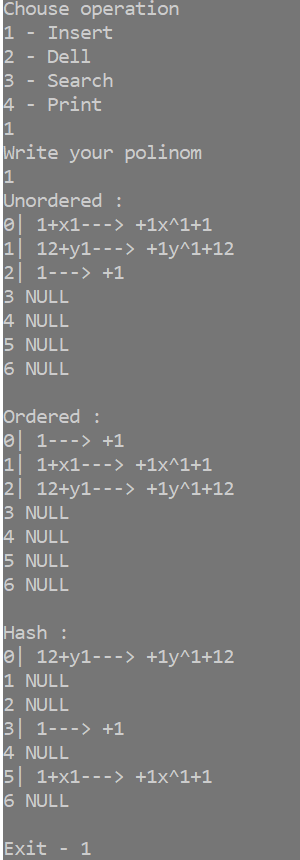 Chouse operation
1 - Insert
2 - Dell
3 - Search
4 - Print
1
Write your polinom
1
Unordered :
0| 1+x1---> +1x^1+1
1| 12+y1---> +1y^1+12
2| 1---> +1
3 NULL
4 NULL
5 NULL
6 NULL
Ordered :
0| 1---> +1
1| 1+x1---> +1x^1+1
2| 12+y1---> +1y^1+12
3 NULL
4 NULL
5 NULL
6 NULL
Hash :
0| 12+y1---> +1y^1+12
1 NULL
2 NULL
3| 1---> +1
4 NULL
5| 1+x1---> +1x^1+1
6 NULL
Exit - 1